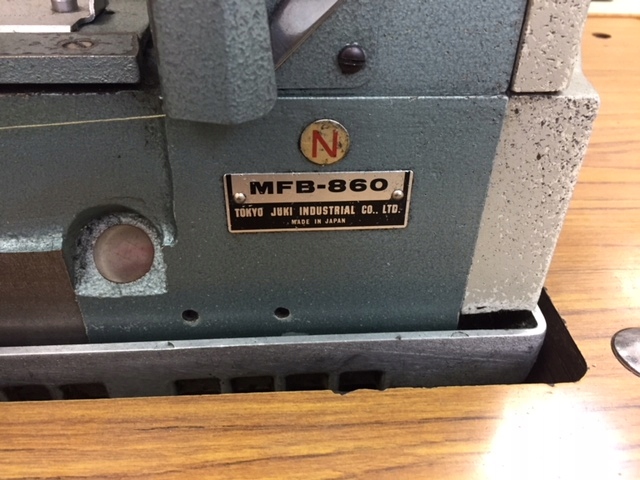 N
MFB-860
TOKYO JUKI INDUSTRIAL CO., LTD.
MADE IN JAPAN